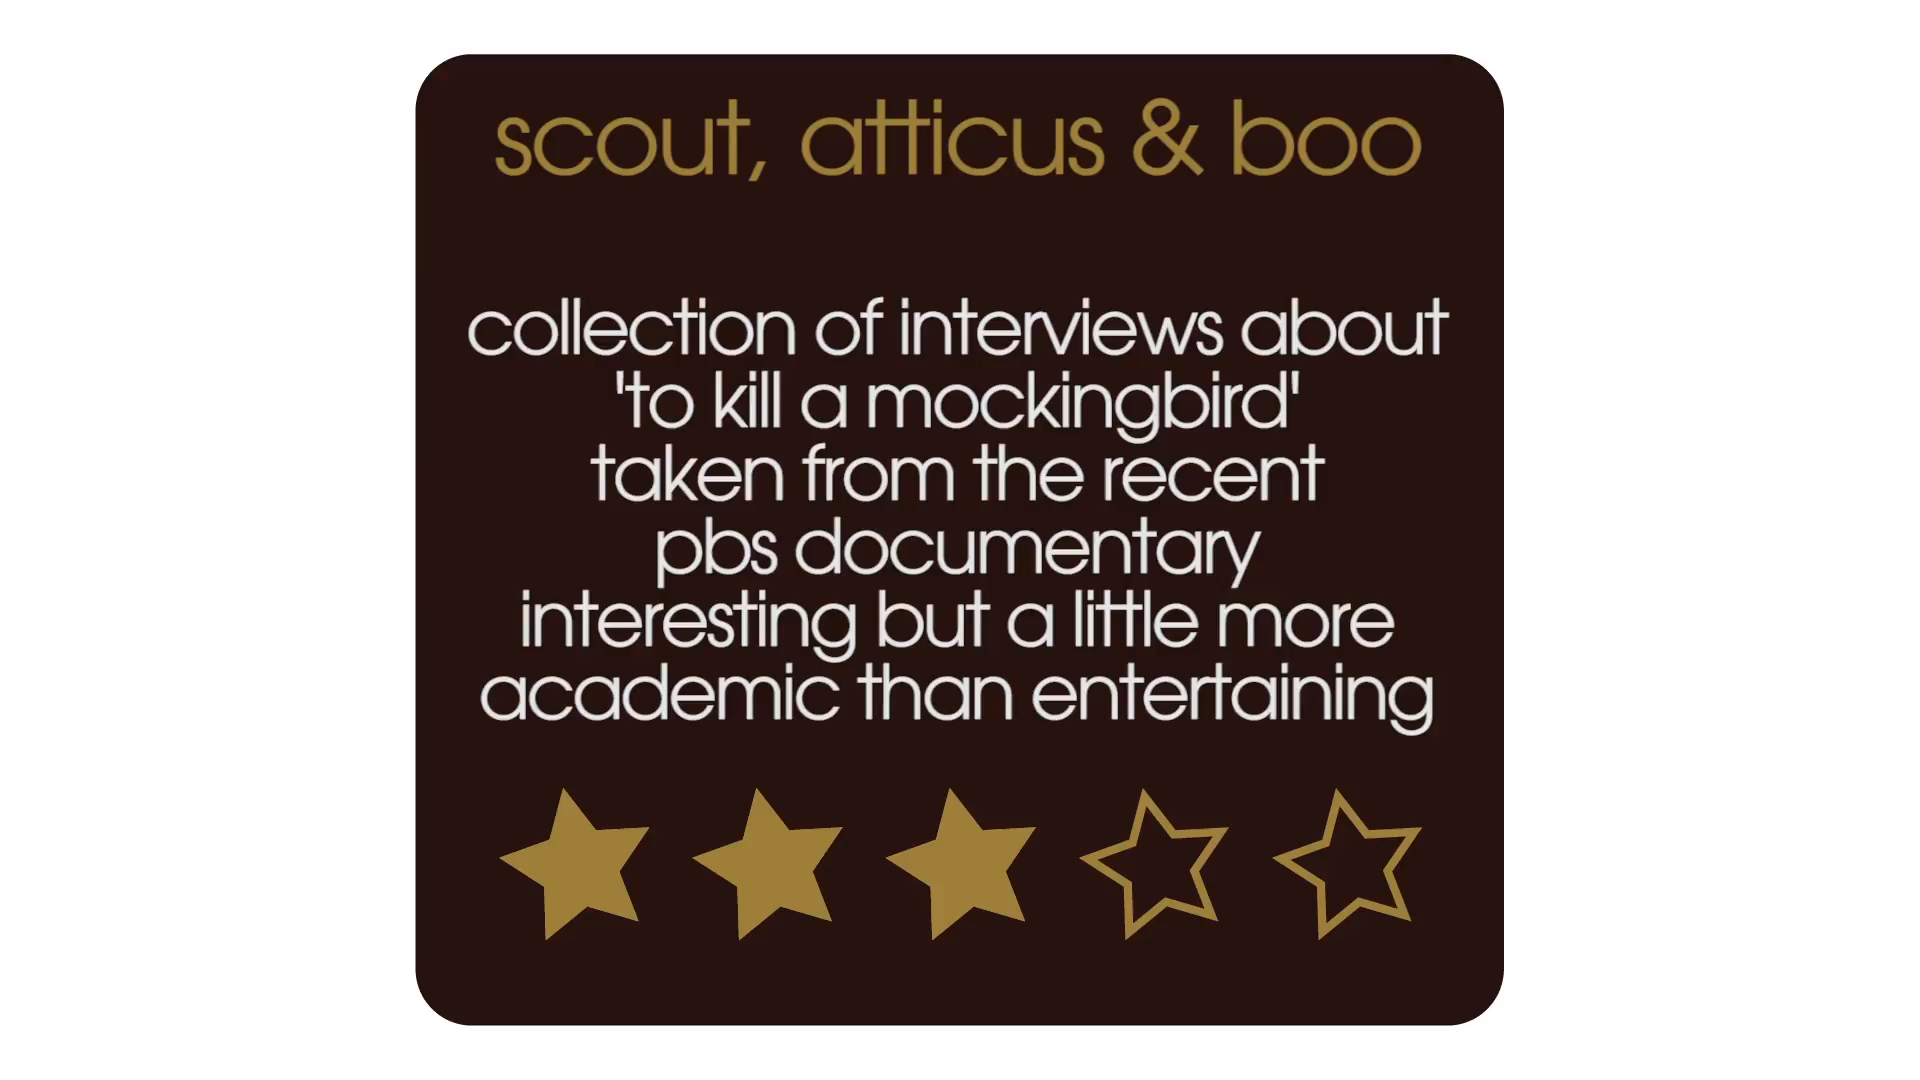 scout, atticus & boo
collection of interviews about
'to kill a mockingbird'
taken from the recent
pbs documentary
interesting but a little more
academic than entertaining